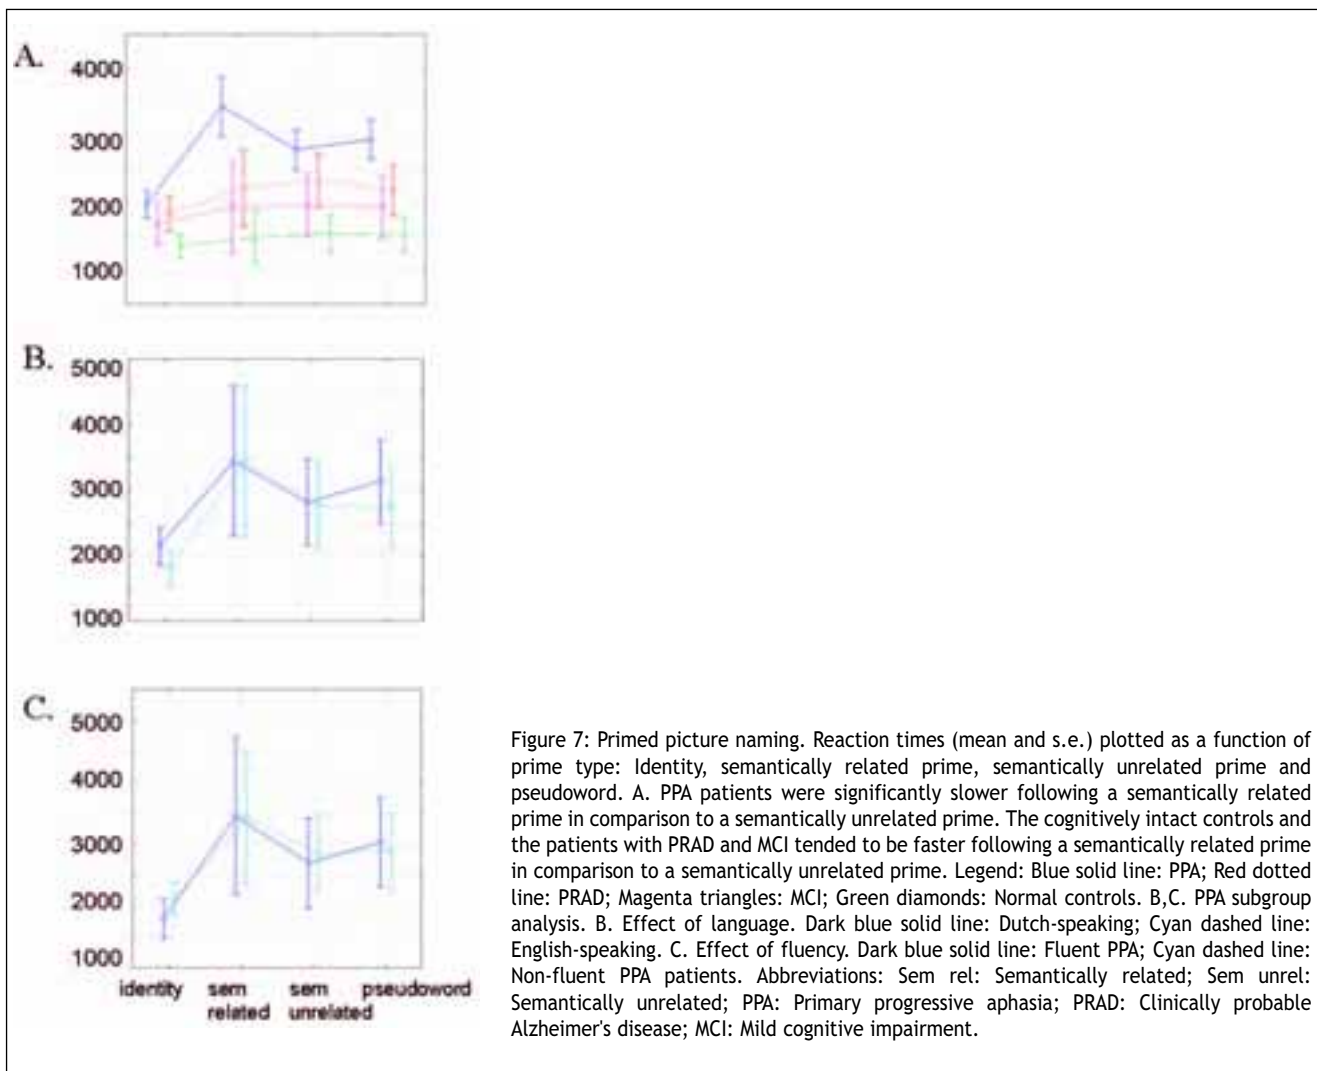 A.
4000
3000
2000
1000
B.
5000
4000
3000
2000
1000
C.
5000
4000
3000
2000
1000
identity sem sem pseudoword
related unrelated
Figure 7: Primed picture naming. Reaction times (mean and s.e.) plotted as a function of
prime type: Identity, semantically related prime, semantically unrelated prime and
pseudoword. A. PPA patients were significantly slower following a semantically related
prime in comparison to a semantically unrelated prime. The cognitively intact controls and
the patients with PRAD and MCI tended to be faster following a semantically related prime
in comparison to a semantically unrelated prime. Legend: Blue solid line: PPA; Red dotted
line: PRAD; Magenta triangles: MCI; Green diamonds: Normal controls. B,C. PPA subgroup
analysis. B. Effect of language. Dark blue solid line: Dutch-speaking; Cyan dashed line:
English-speaking. C. Effect of fluency. Dark blue solid line: Fluent PPA; Cyan dashed line:
Non-fluent PPA patients. Abbreviations: Sem rel: Semantically related; Sem unrel:
Semantically unrelated; PPA: Primary progressive aphasia; PRAD: Clinically probable
Alzheimer's disease; MCI: Mild cognitive impairment.